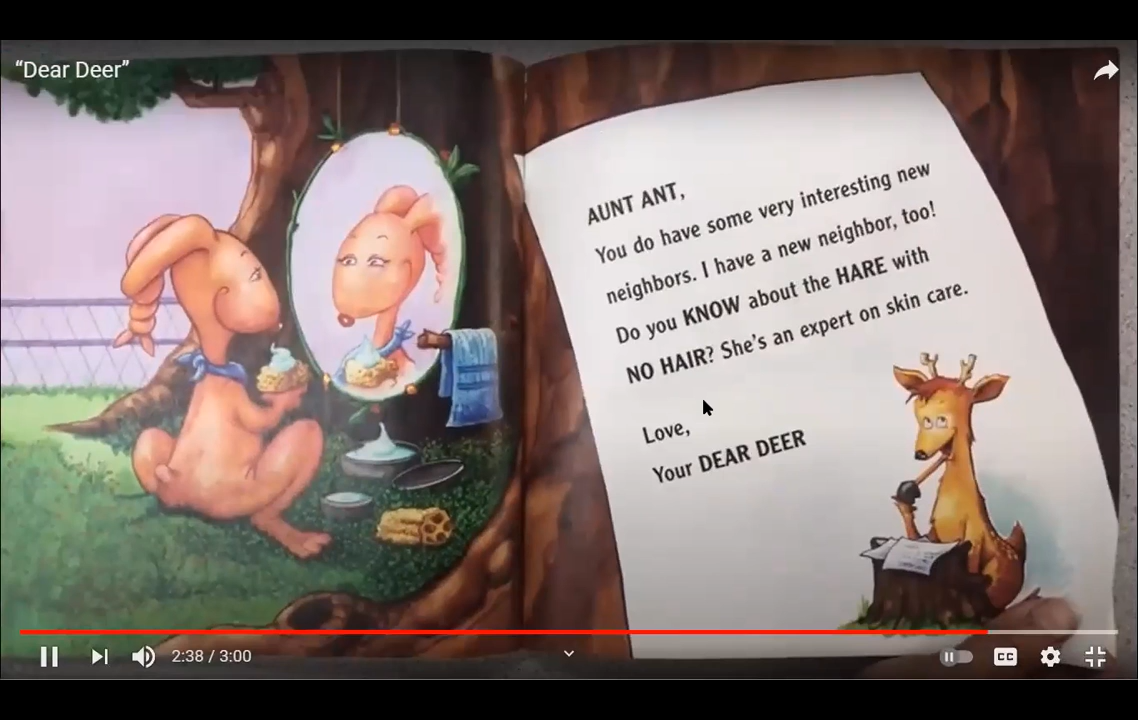 “Dear Deer”
AUNT ANT,
You do have some very interesting new
neighbors. I have a new neighbor, too!
Do you KNOW about the HARE with
NO HAIR? She's an expert on skin care.
Love,
Your DEAR DEER
2:38 / 3:00
CC